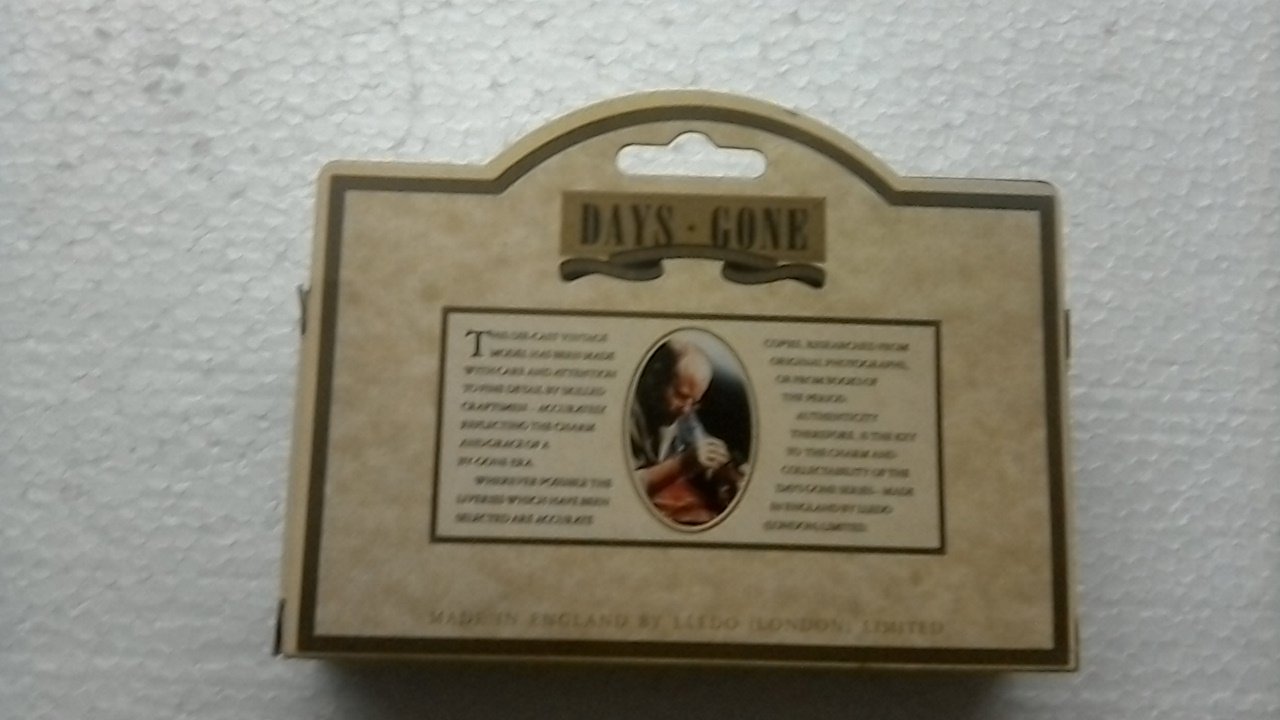 DAYS · GONE
THIS DIE-CAST VINTAGE
MODEL HAS BEEN MADE
WITH CARE AND ATTENTION
TO FINE DETAIL BY SKILLED
CRAFTSMEN - ACCURATELY
REFLECTING THE CHARM
AND GRACE OF A
BY-GONE ERA.
WHEREVER POSSIBLE THE
LIVERIES WHICH HAVE BEEN
SELECTED ARE ACCURATE
COPIES, RESEARCHED FROM
ORIGINAL PHOTOGRAPHS,
OR FROM BOOKS OF
THE PERIOD.
AUTHENTICITY
THEREFORE, IS THE KEY
TO THE CHARM AND
COLLECTABILITY OF THE
DAYS GONE SERIES - MADE
IN ENGLAND BY LLEDO
(LONDON) LIMITED.
MADE IN ENGLAND BY LLEDO (LONDON) LIMITED